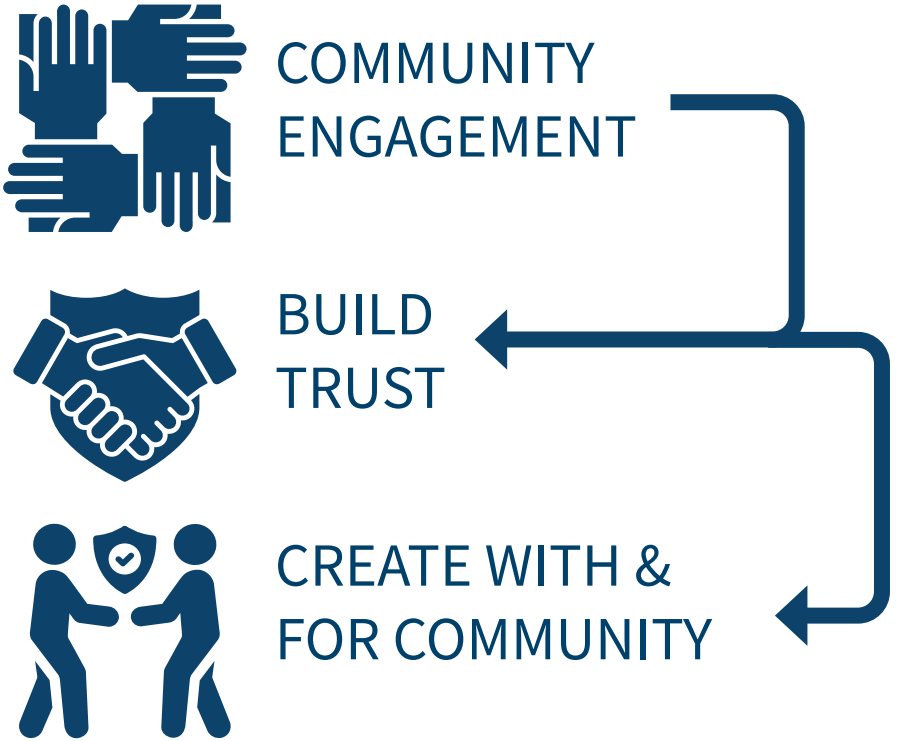 COMMUNITY
ENGAGEMENT
BUILD
TRUST
CREATE WITH &
FOR COMMUNITY